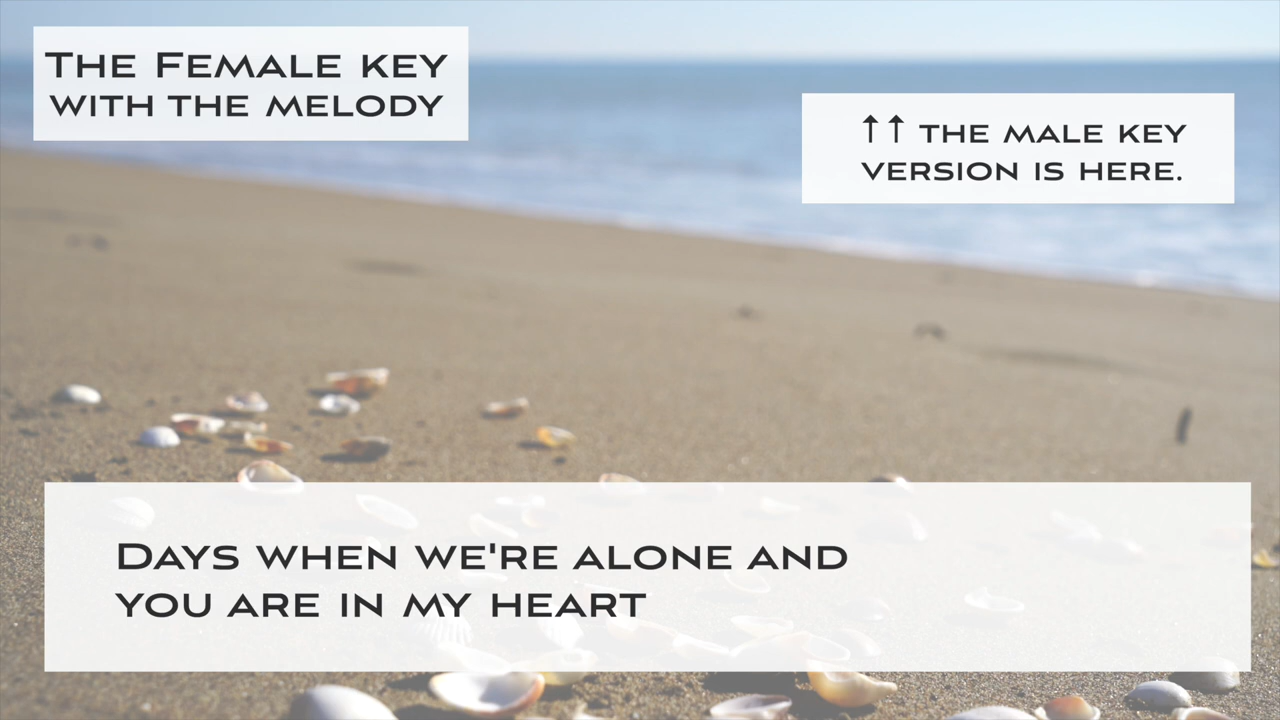 The Female key
with the melody
↑↑ the male key
version is here.
Days when we're alone and
you are in my heart